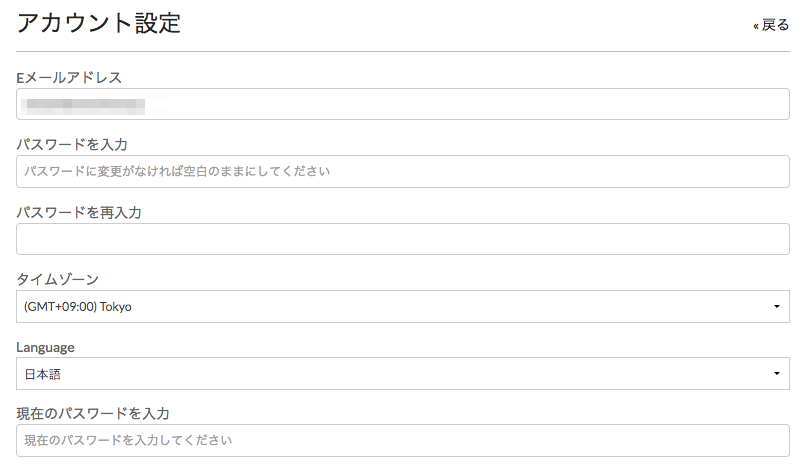 アカウント設定
« 戻る
Eメールアドレス
パスワードを入力
パスワードに変更がなければ空白のままにしてください
パスワードを再入力
タイムゾーン
(GMT+09:00) Tokyo
Language
日本語
現在のパスワードを入力
現在のパスワードを入力してください